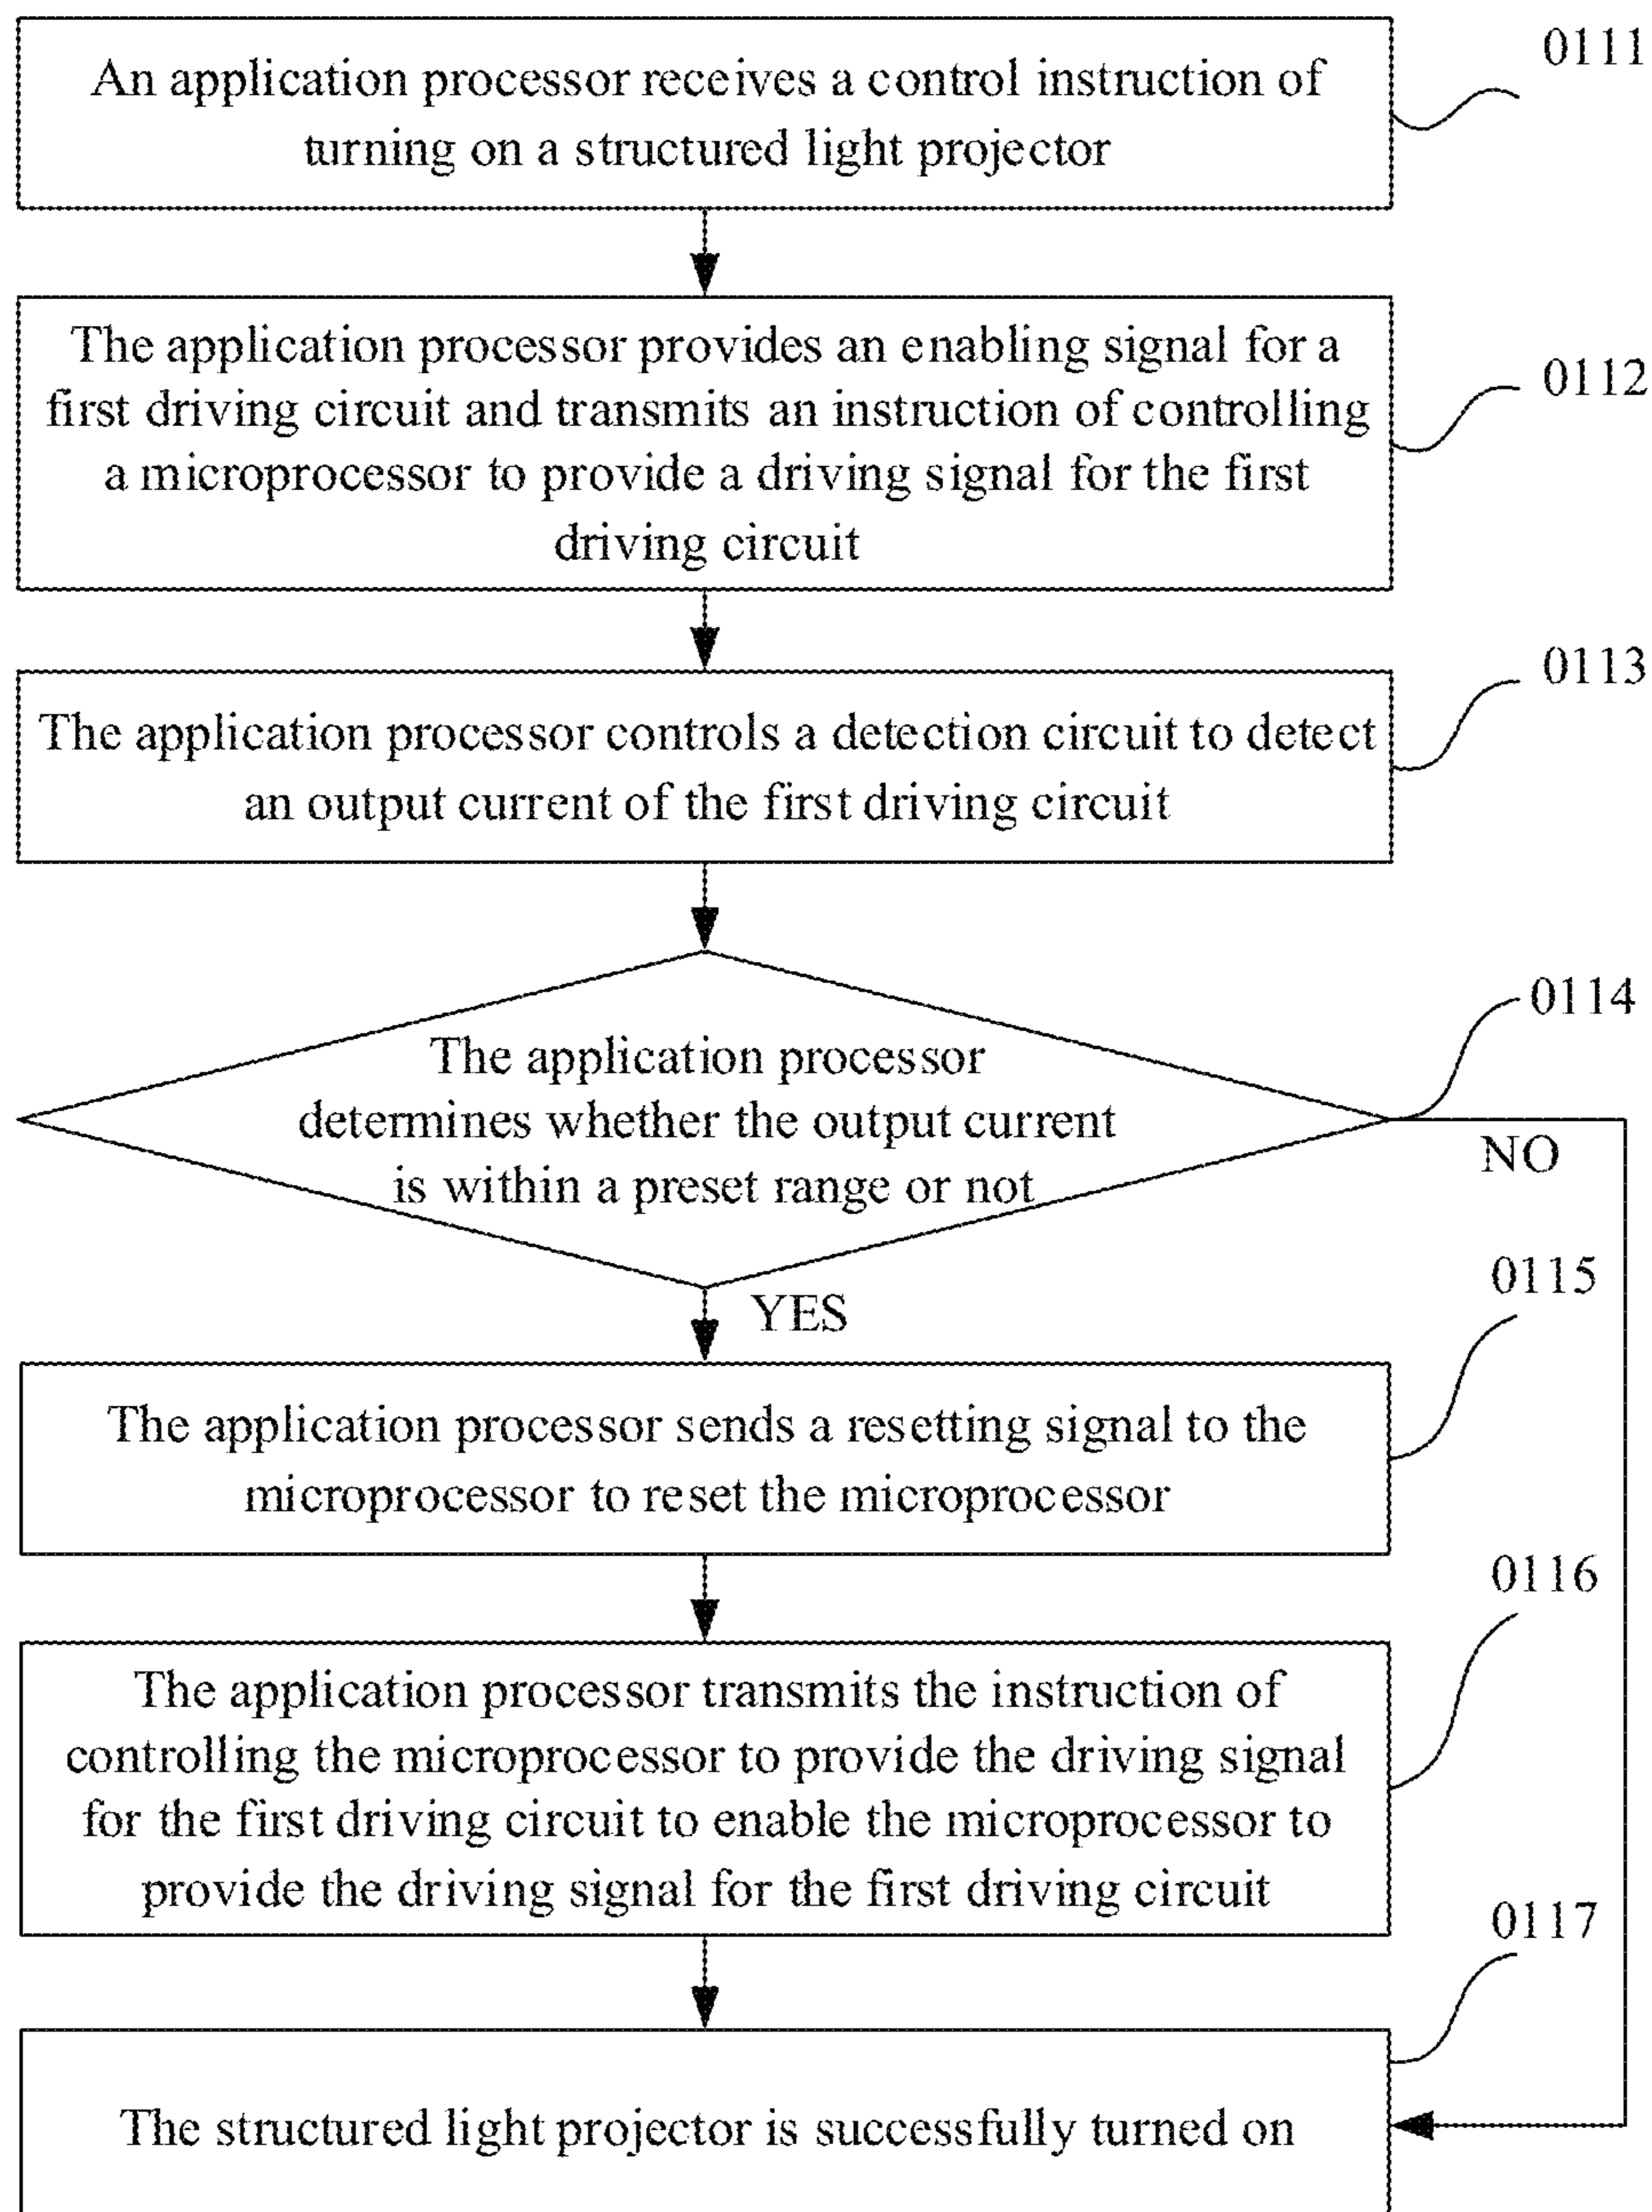 An application processor receives a control instruction of
turning on a structured light projector
0111
The application processor provides an enabling signal for a
first driving circuit and transmits an instruction of controlling
a microprocessor to provide a driving signal for the first
driving circuit
0112
The application processor controls a detection circuit to detect
an output current of the first driving circuit
0113
The application processor
determines whether the output current
is within a preset range or not
0114
NO
YES
The application processor sends a resetting signal to the
microprocessor to reset the microprocessor
0115
The application processor transmits the instruction of
controlling the microprocessor to provide the driving signal
for the first driving circuit to enable the microprocessor to
provide the driving signal for the first driving circuit
0116
The structured light projector is successfully turned on
0117